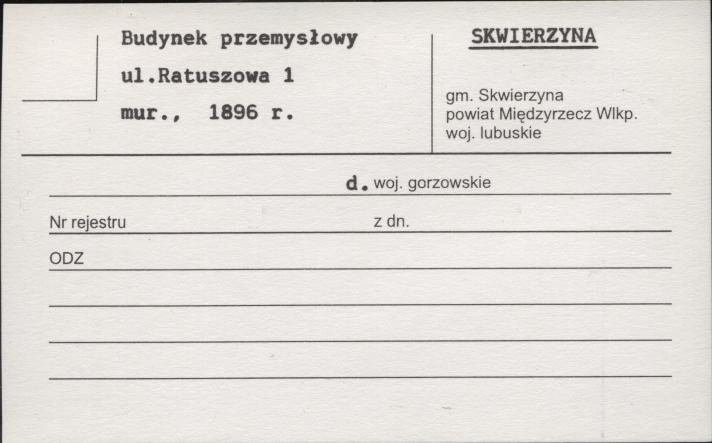 Budynek przemysłowy
ul.Ratuszowa 1
mur., 1896 r.
SKWIERZYNA
gm. Skwierzyna
powiat Międzyrzecz Wlkp.
woj. lubuskie
d. woj. gorzowskie
Nr rejestru z dn.
ODZ